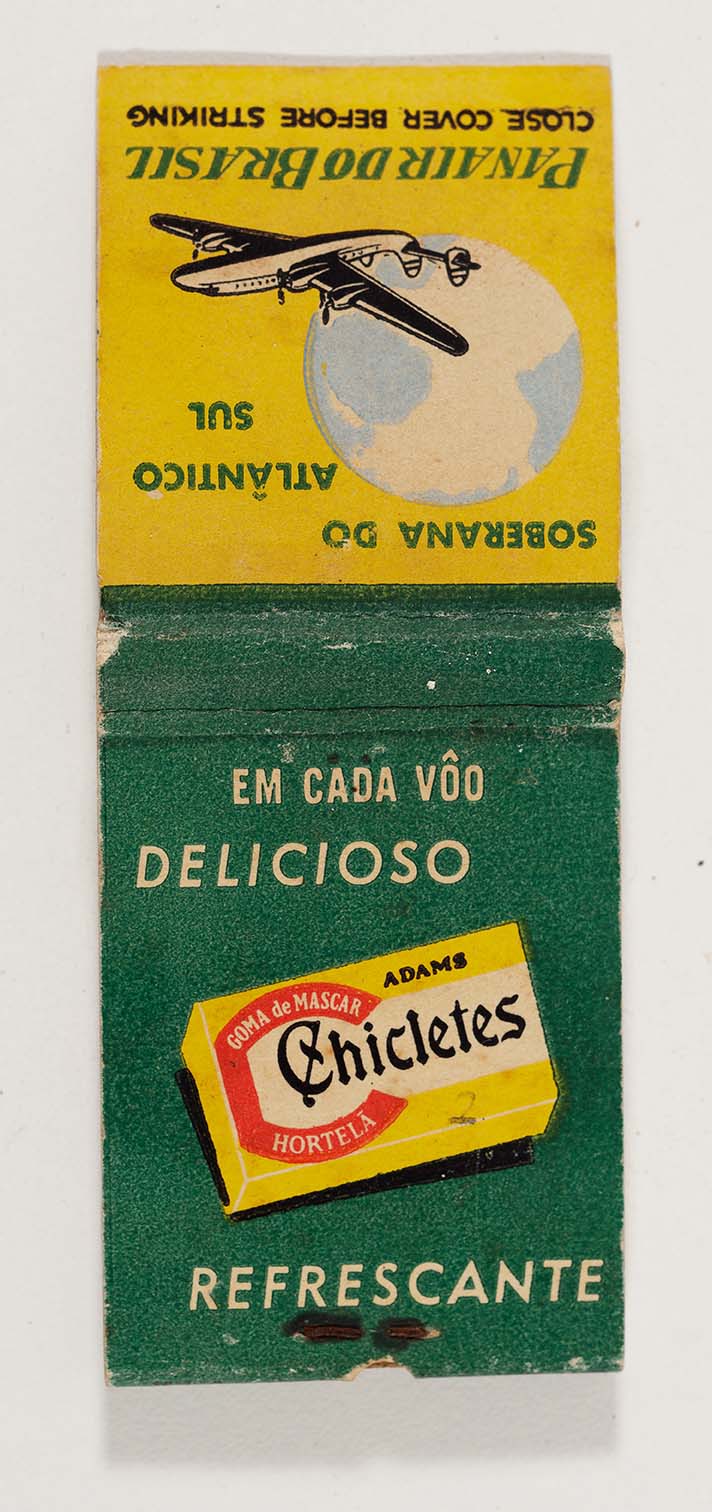 CLOSE COVER BEFORE STRIKING
PANAIR DO BRASIL
SOBERANA DO
ATLÂNTICO
SUL
EM CADA VÔO
DELICIOSO
ADAMS
GOMA de MASCAR
Chicletes
HORTELÃ
2
REFRESCANTE